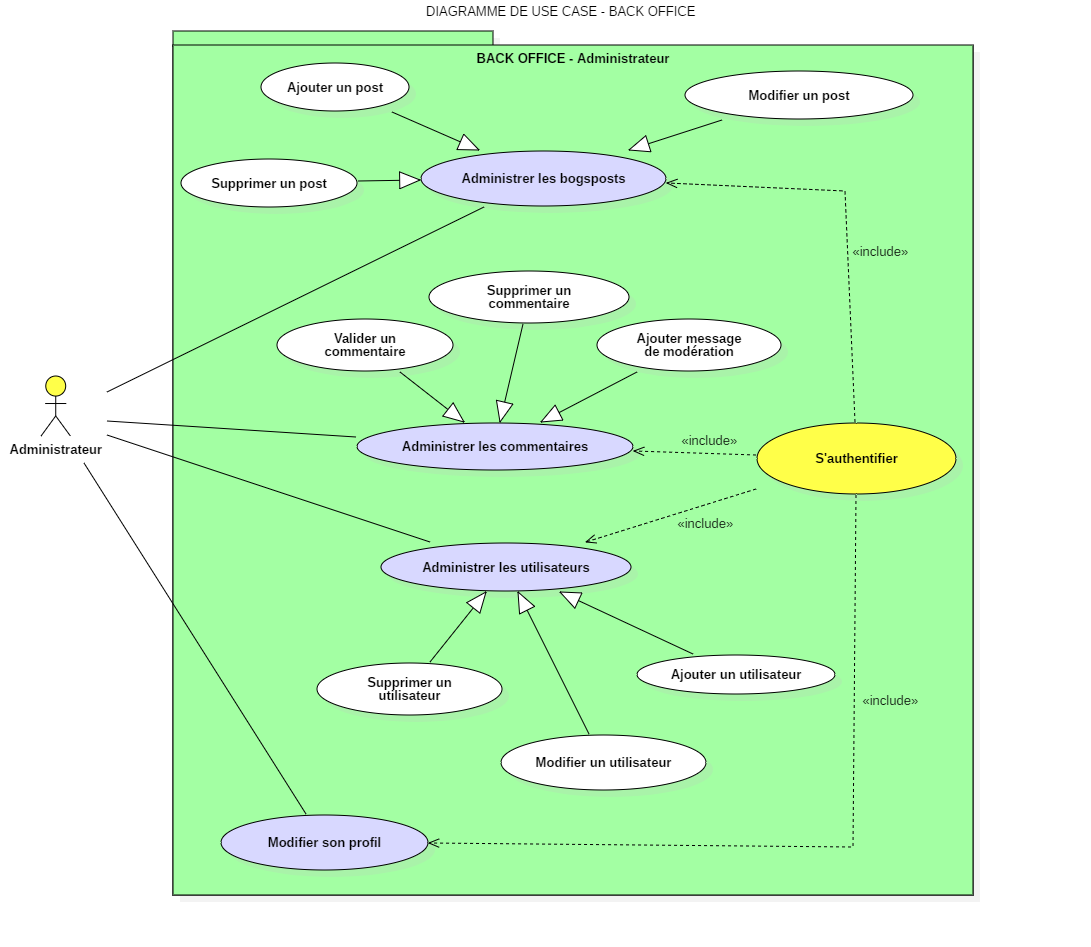 DIAGRAMME DE USE CASE - BACK OFFICE
BACK OFFICE - Administrateur
Ajouter un post
Modifier un post
Supprimer un post
Administrer les bogsposts
«include»
Supprimer un
commentaire
Valider un
commentaire
Ajouter message
de modération
Administrateur
Administrer les commentaires
«include»
S'authentifier
«include»
Administrer les utilisateurs
Supprimer un
utilisateur
Ajouter un utilisateur
«include»
Modifier un utilisateur
Modifier son profil